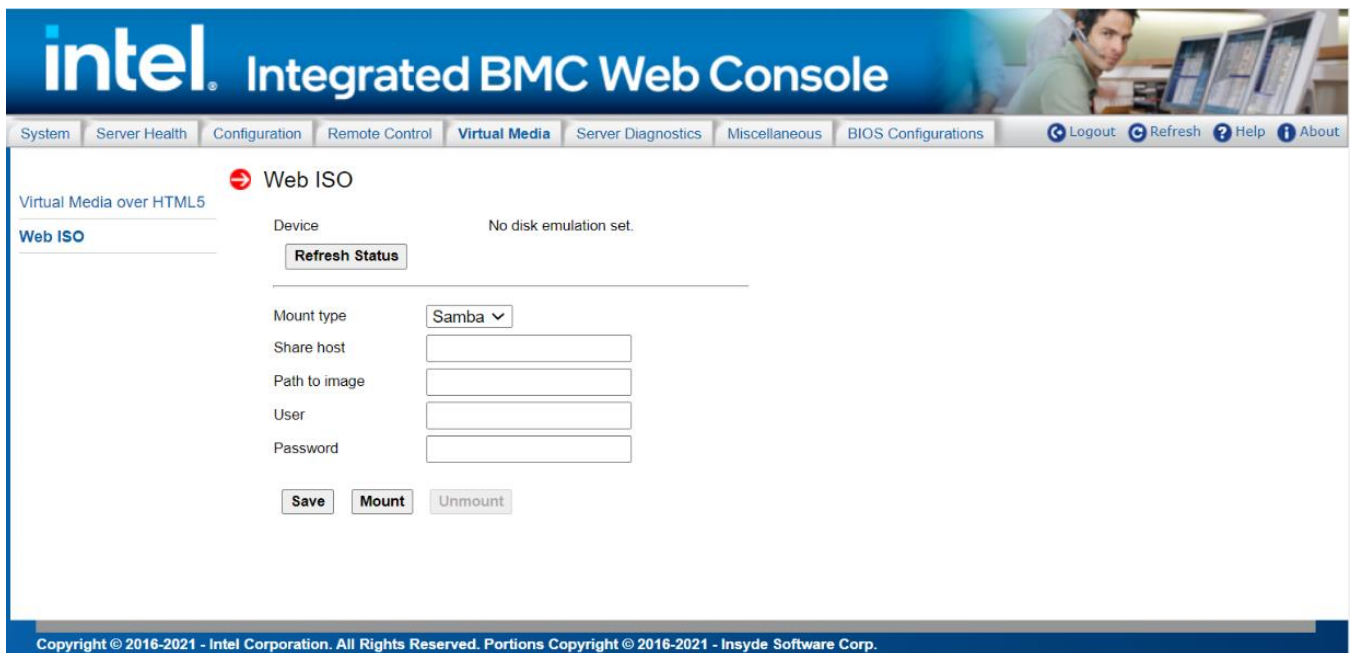 intel. Integrated BMC Web Console
System Server Health Configuration Remote Control Virtual Media Server Diagnostics Miscellaneous BIOS Configurations Logout Refresh Help About
Virtual Media over HTML5
Web ISO
Web ISO
Device No disk emulation set.
Refresh Status
Mount type Samba
Share host
Path to image
User
Password
Save Mount Unmount
Copyright © 2016-2021 - Intel Corporation. All Rights Reserved. Portions Copyright © 2016-2021 - Insyde Software Corp.